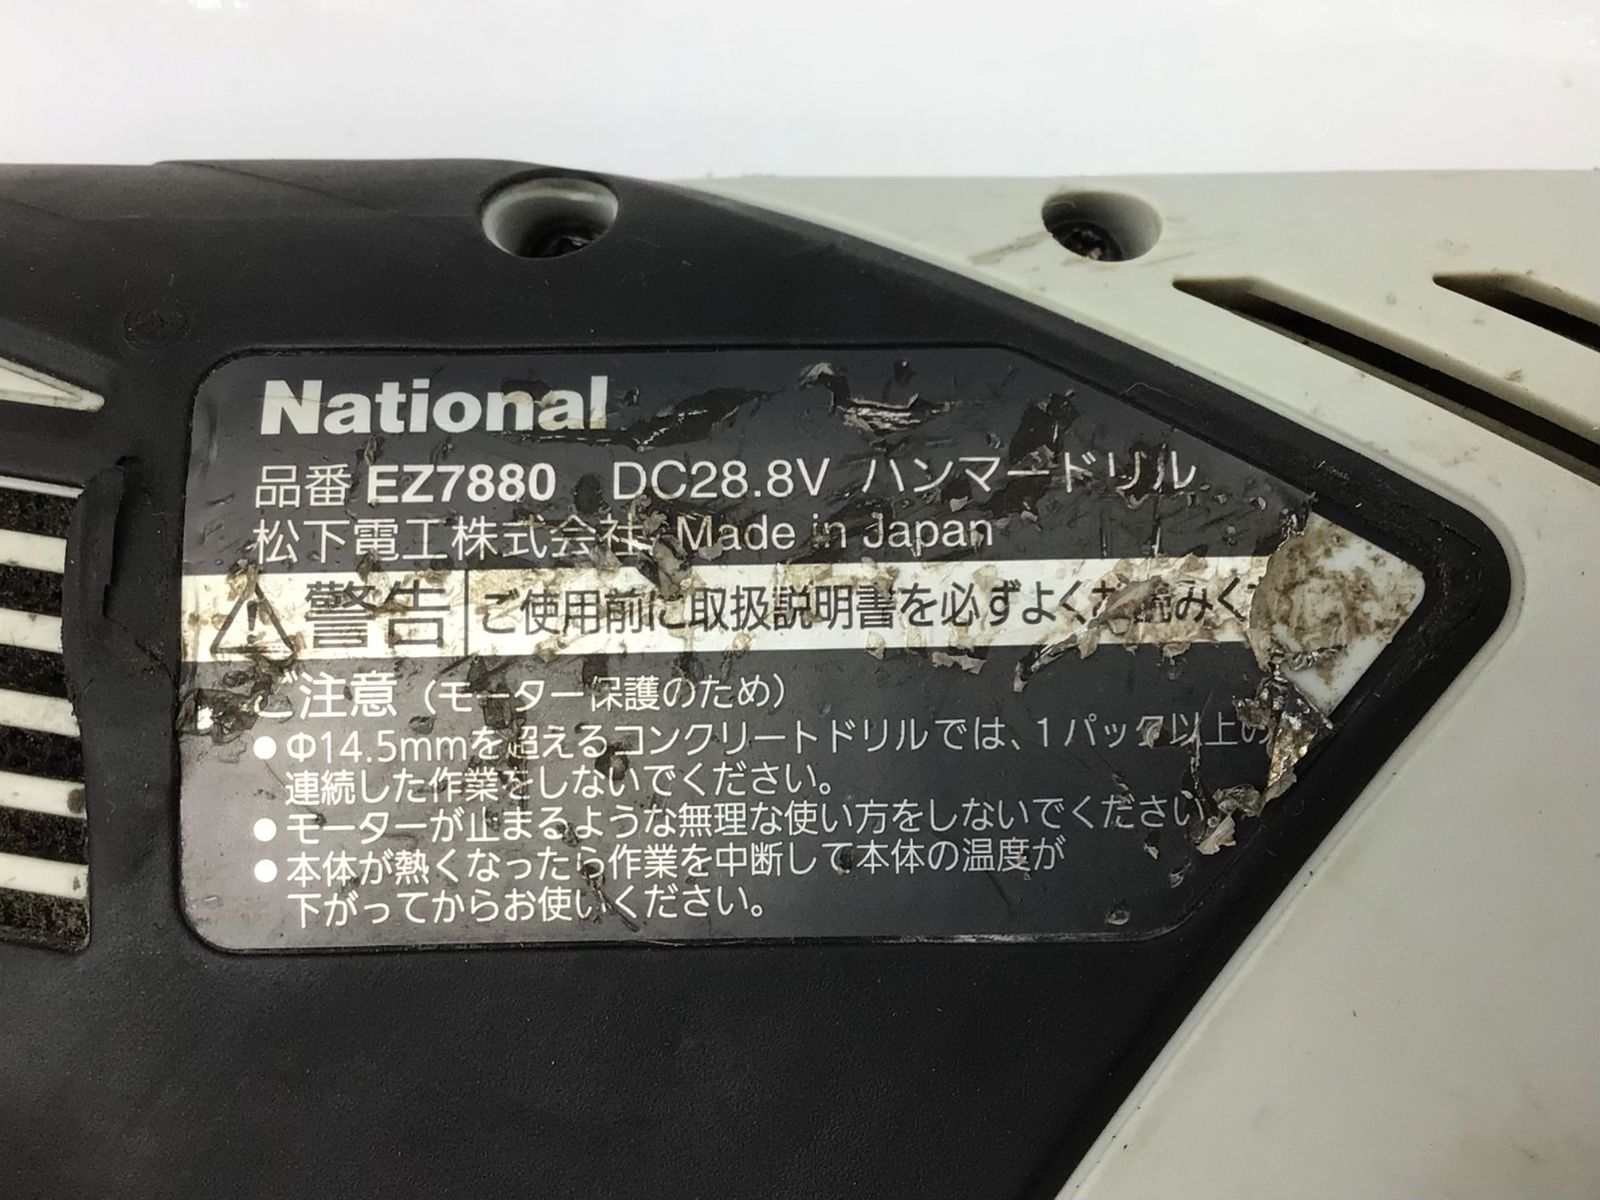 National
品番 EZ7880 DC28.8V ハンマードリル
松下電工株式会社 Made in Japan
警告 ご使用前に取扱説明書を必ずよくお読みく
ご注意(モーター保護のため)
●Φ14.5mmを超えるコンクリートドリルでは、1パック以上の
連続した作業をしないでください。
●モーターが止まるような無理な使い方をしないでください。
●本体が熱くなったら作業を中断して本体の温度が
下がってからお使いください。